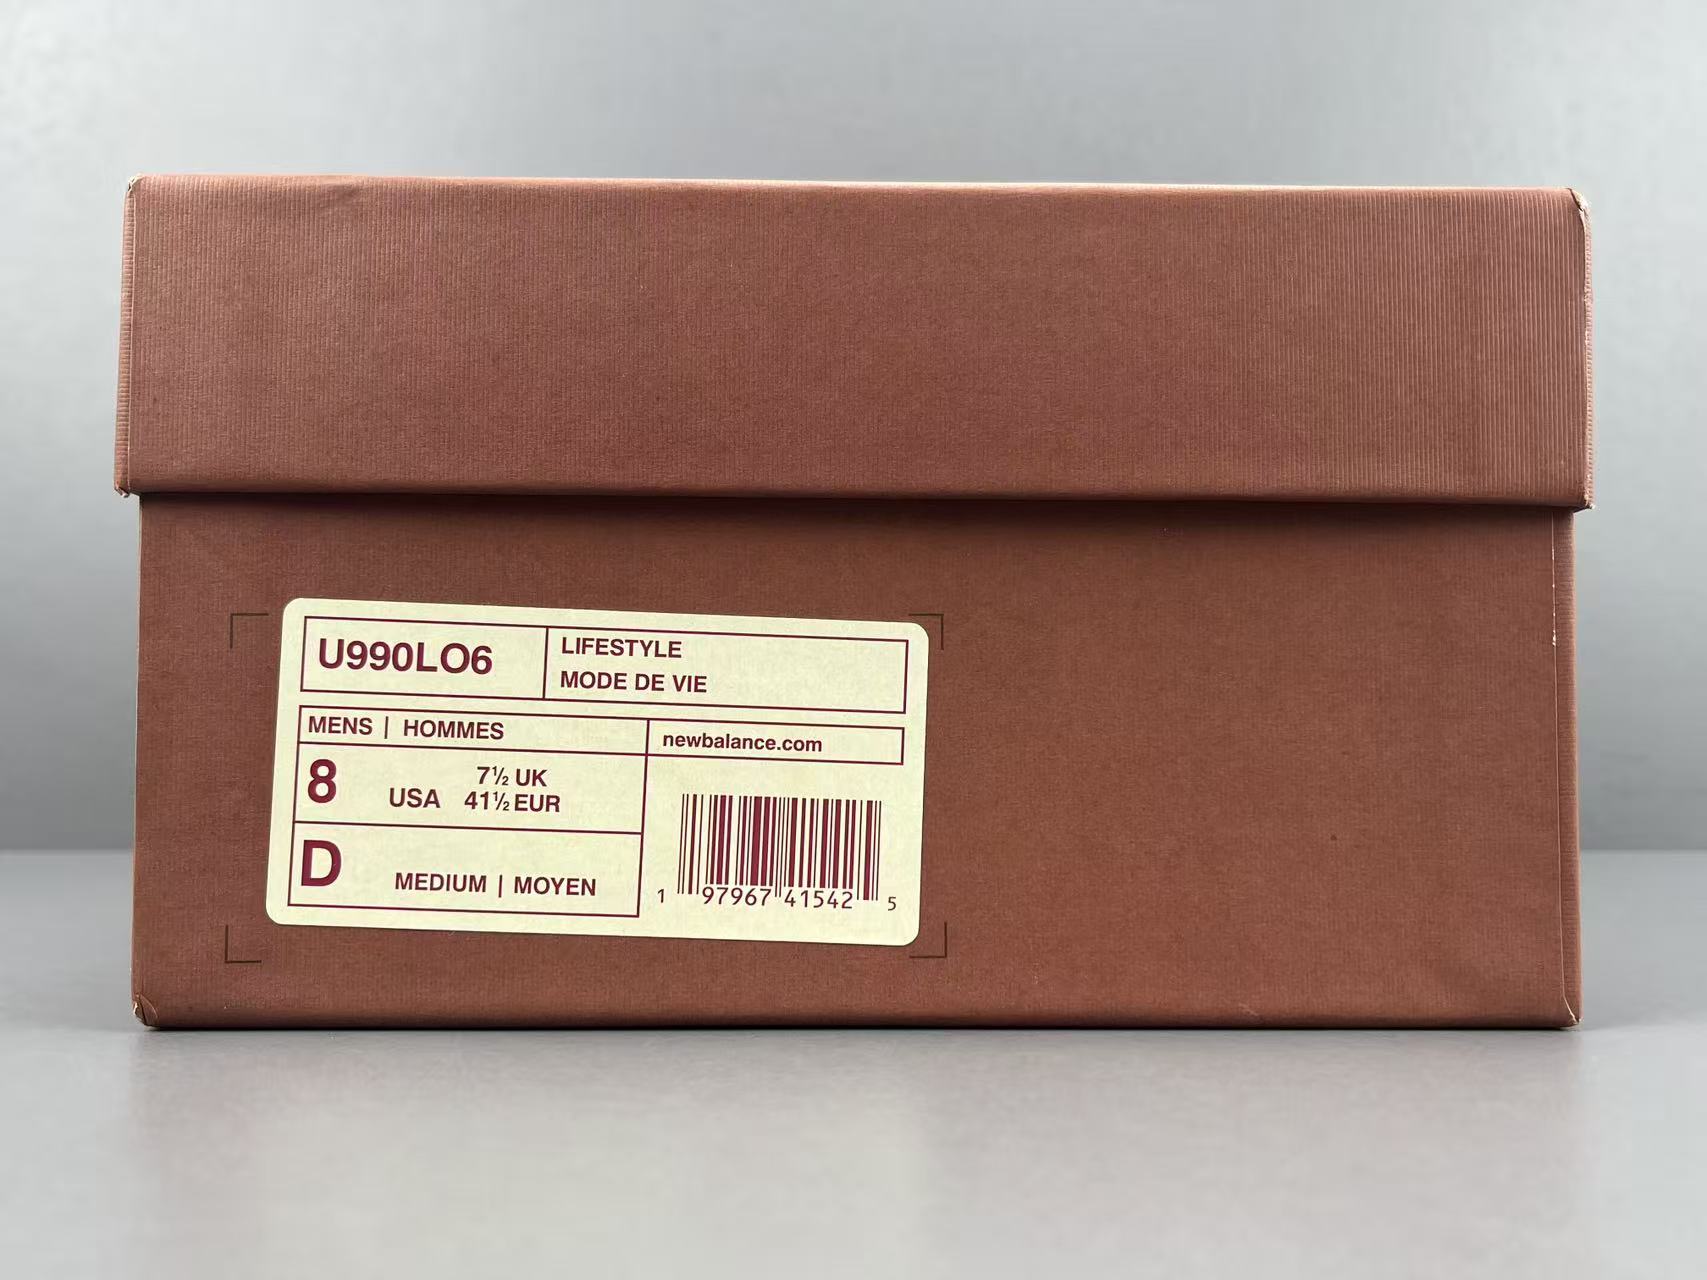 U990LO6
LIFESTYLE
MODE DE VIE
MENS | HOMMES
newbalance.com
8
7½ UK
USA 41½ EUR
D
MEDIUM | MOYEN
1 97967 41542 5